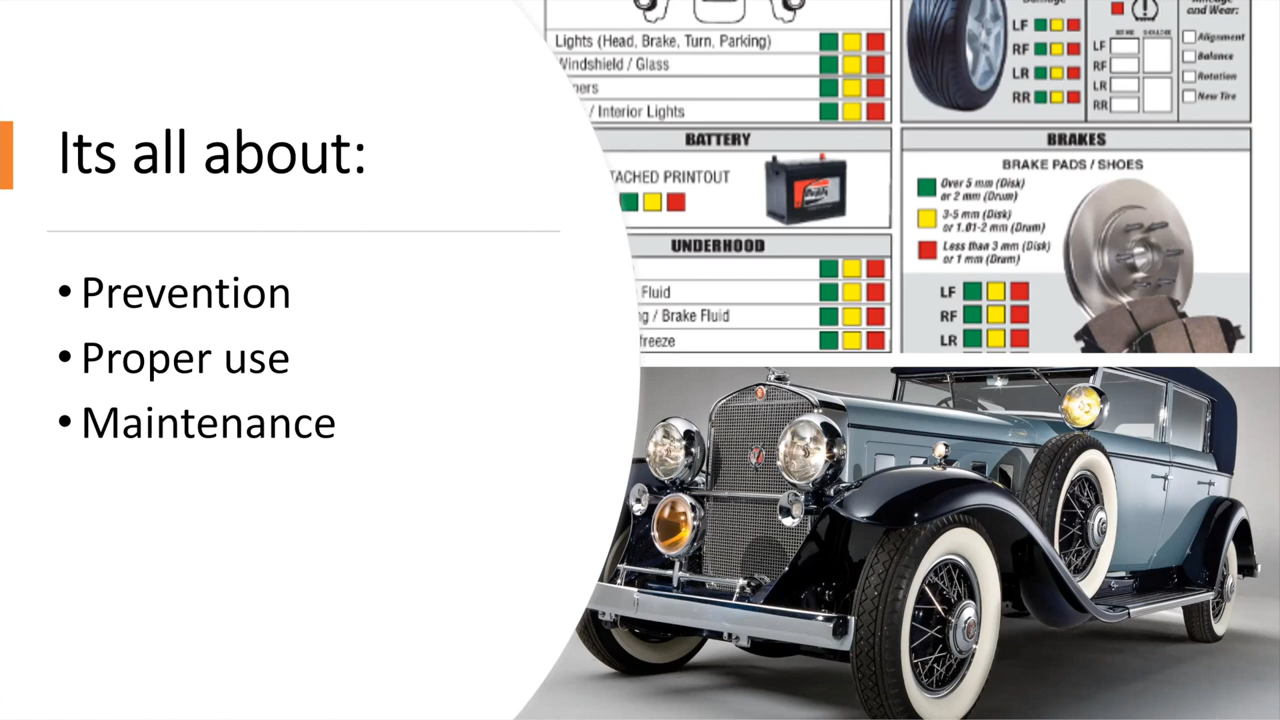 Its all about:
• Prevention
• Proper use
• Maintenance
Lights (Head, Brake, Turn, Parking)
Windshield / Glass
/ Interior Lights
BATTERY
TACHED PRINTOUT
UNDERHOOD
Fluid
/ Brake Fluid
LF
RF
LR
RR
and Wear:
LF
RF
LR
RR
Alignment
Balance
Rotation
New Tire
BRAKES
BRAKE PADS / SHOES
Over 5 mm (Disk)
or 2 mm (Drum)
3-5 mm (Disk)
or 1.01-2 mm (Drum)
Less than 3 mm (Disk)
or 1 mm (Drum)
LF
RF
LR